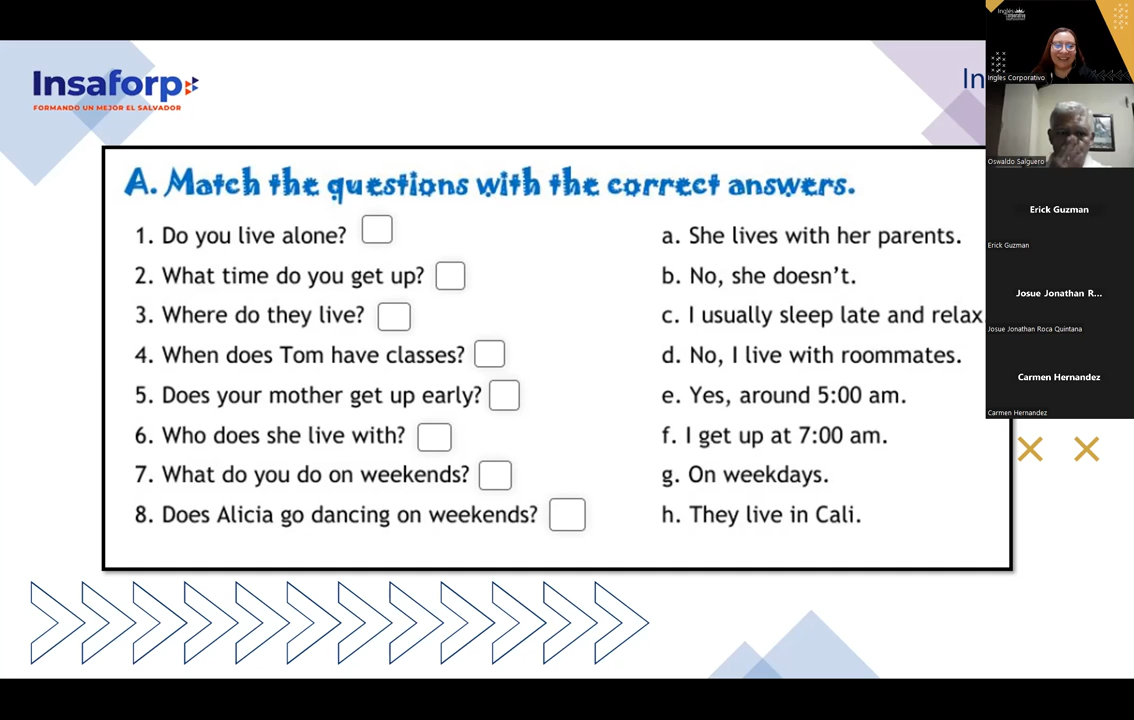 Insaforp
FORMANDO UN MEJOR EL SALVADOR
In
A. Match the questions with the correct answers.
1. Do you live alone?
2. What time do you get up?
3. Where do they live?
4. When does Tom have classes?
5. Does your mother get up early?
6. Who does she live with?
7. What do you do on weekends?
8. Does Alicia go dancing on weekends?
a. She lives with her parents.
b. No, she doesn't.
c. I usually sleep late and relax
d. No, I live with roommates.
e. Yes, around 5:00 am.
f. I get up at 7:00 am.
g. On weekdays.
h. They live in Cali.
Inglés Corporativo
Ingles Corporativo
Oswaldo Salguero
Erick Guzman
Erick Guzman
Josue Jonathan R...
Josue Jonathan Roca Quintana
Carmen Hernandez
Carmen Hernandez